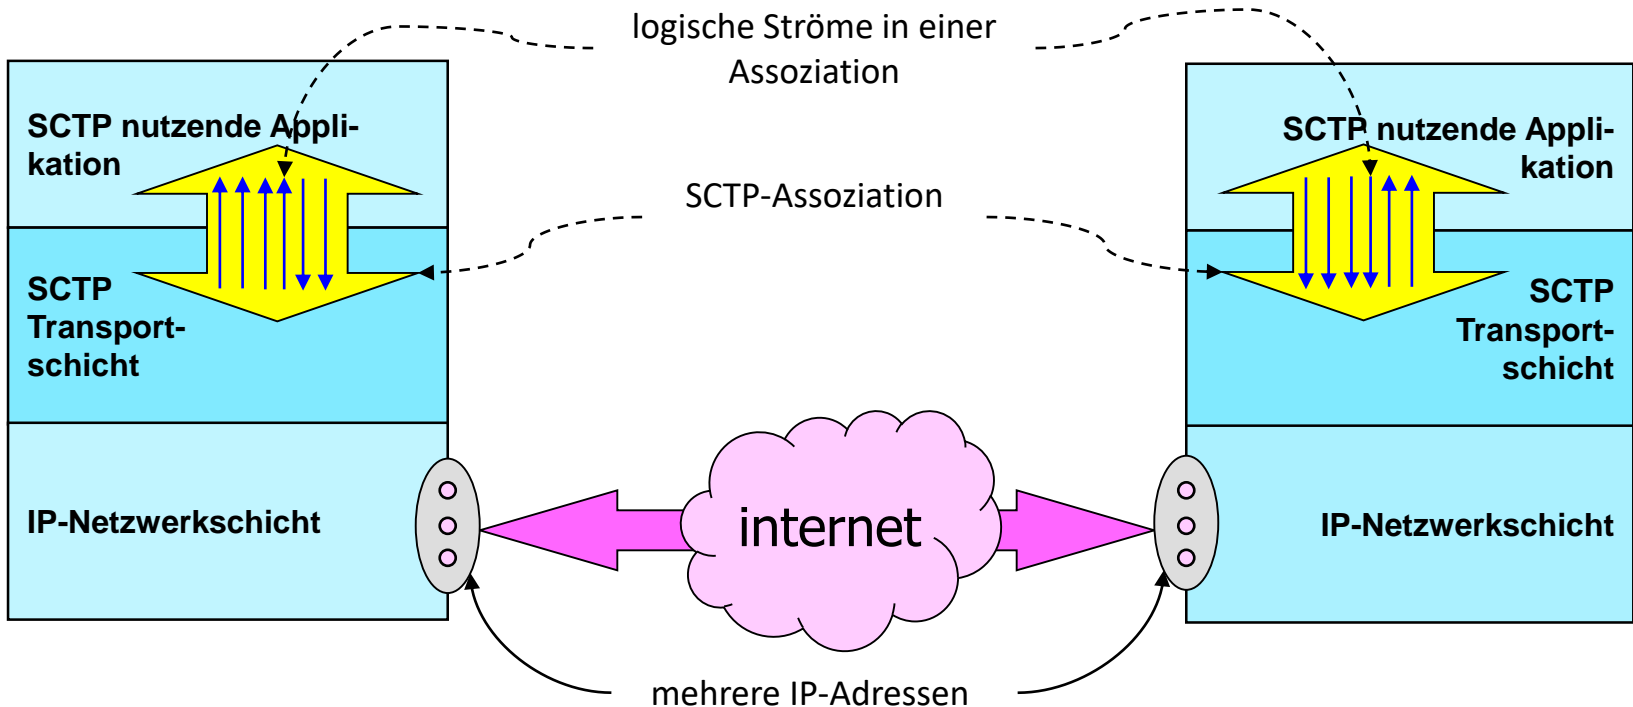 logische Ströme in einer
Assoziation
SCTP nutzende Appli-
kation
SCTP nutzende Appli-
kation
SCTP-Assoziation
SCTP
Transport-
schicht
SCTP
Transport-
schicht
IP-Netzwerkschicht
internet
IP-Netzwerkschicht
mehrere IP-Adressen